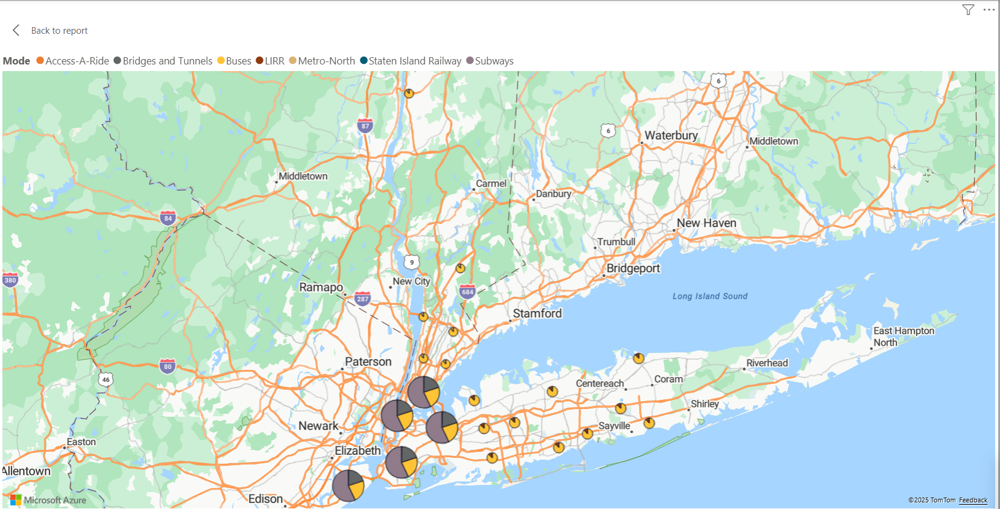 Back to report
Mode Access-A-Ride Bridges and Tunnels Buses LIRR Metro-North Staten Island Railway Subways
6
87
6
Waterbury
Middletown
Middletown
Carmel
Danbury
84
New Haven
Trumbull
9
Bridgeport
380
New City
Ramapo
684
287
Long Island Sound
Stamford
East Hampton
North
80
Paterson
Riverhead
46
Coram
Centereach
Shirley
Newark
Sayville
Easton
Elizabeth
Allentown
Edison
Microsoft Azure
©2025 TomTom Feedback